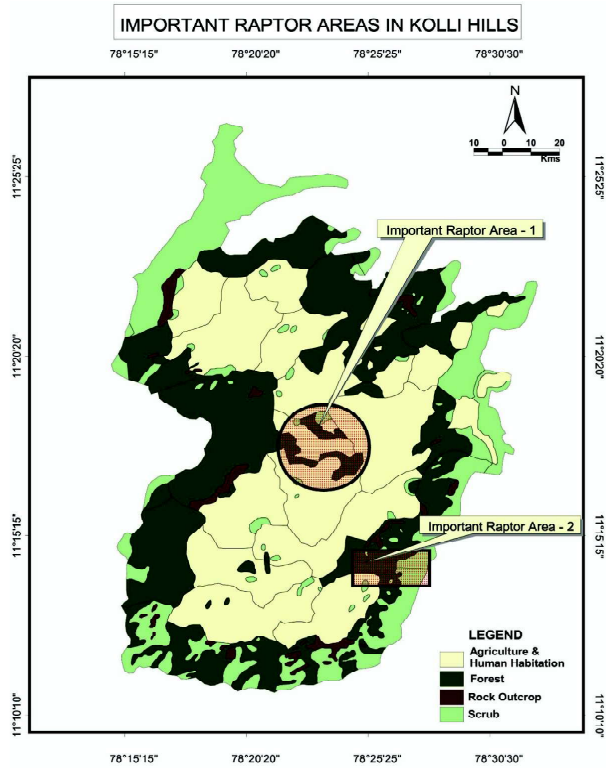 IMPORTANT RAPTOR AREAS IN KOLLI HILLS
78°15'15" 78°20'20" 78°25'25" 78°30'30"
N
10 0 10 20
Kms
11°25'25" 11°25'25"
Important Raptor Area - 1
11°20'20" 11°20'20"
Important Raptor Area - 2
11°15'15" 11°15'15"
LEGEND
Agriculture &
Human Habitation
Forest
Rock Outcrop
Scrub
11°10'10" 11°10'10"
78°15'15" 78°20'20" 78°25'25" 78°30'30"